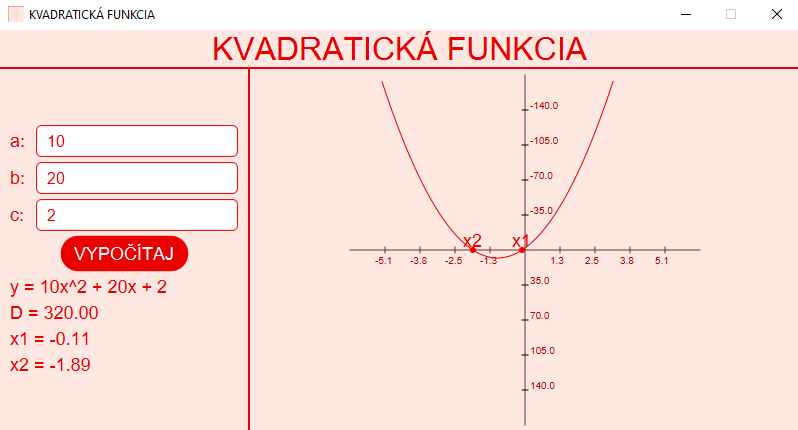 KVADRATICKÁ FUNKCIA
KVADRATICKÁ FUNKCIA
a: 10
b: 20
c: 2
VYPOČÍTAJ
y = 10x^2 + 20x + 2
D = 320.00
x1 = -0.11
x2 = -1.89
-140.0
-105.0
-70.0
-35.0
x2 x1
-5.1 -3.8 -2.5 -1.3 1.3 2.5 3.8 5.1
35.0
70.0
105.0
140.0